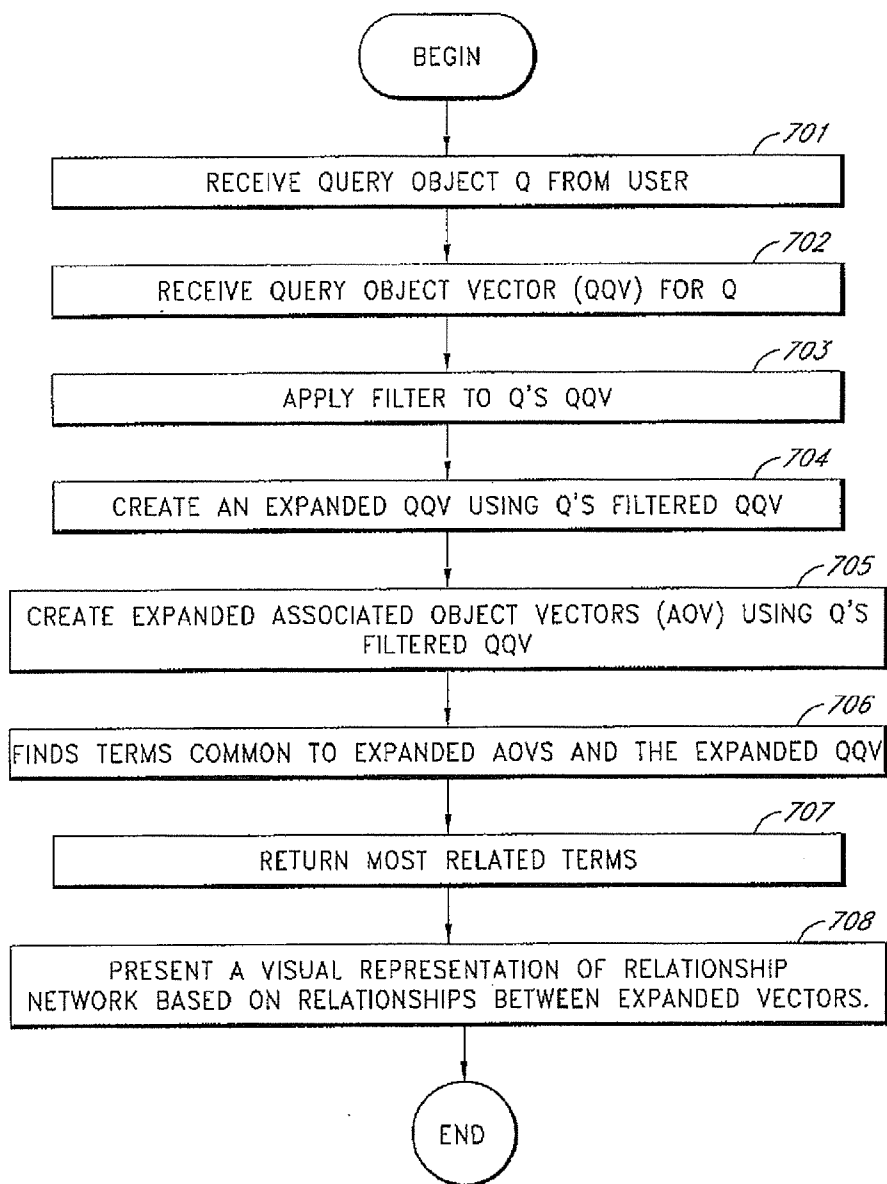 BEGIN
701
RECEIVE QUERY OBJECT Q FROM USER
702
RECEIVE QUERY OBJECT VECTOR (QQV) FOR Q
703
APPLY FILTER TO Q'S QQV
704
CREATE AN EXPANDED QQV USING Q'S FILTERED QQV
705
CREATE EXPANDED ASSOCIATED OBJECT VECTORS (AOV) USING Q'S
FILTERED QQV
706
FINDS TERMS COMMON TO EXPANDED AOVS AND THE EXPANDED QQV
707
RETURN MOST RELATED TERMS
708
PRESENT A VISUAL REPRESENTATION OF RELATIONSHIP
NETWORK BASED ON RELATIONSHIPS BETWEEN EXPANDED VECTORS.
END